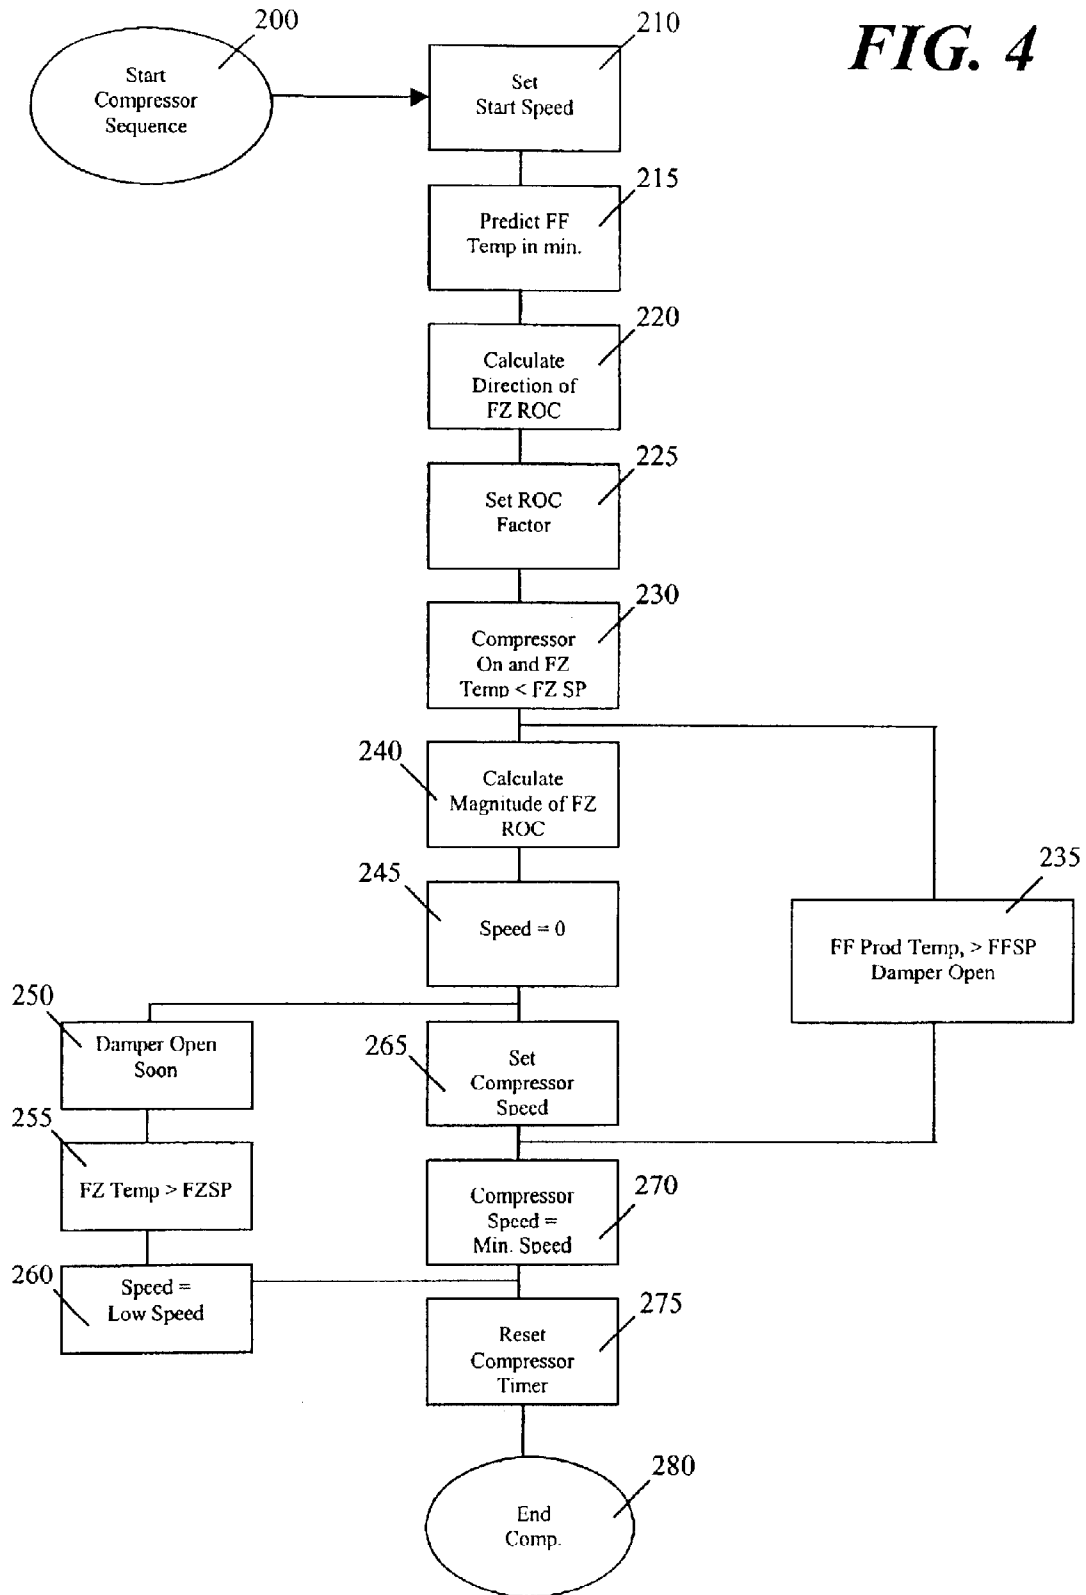 FIG. 4
200
Start
Compressor
Sequence
210
Set
Start Speed
215
Predict FF
Temp in min.
220
Calculate
Direction of
FZ ROC
225
Set ROC
Factor
230
Compressor
On and FZ
Temp < FZ SP
240
Calculate
Magnitude of FZ
ROC
235
FF Prod Temp, > FFSP
Damper Open
245
Speed = 0
250
Damper Open
Soon
265
Set
Compressor
Speed
255
FZ Temp > FZSP
270
Compressor
Speed =
Min. Speed
260
Speed =
Low Speed
275
Reset
Compressor
Timer
280
End
Comp.